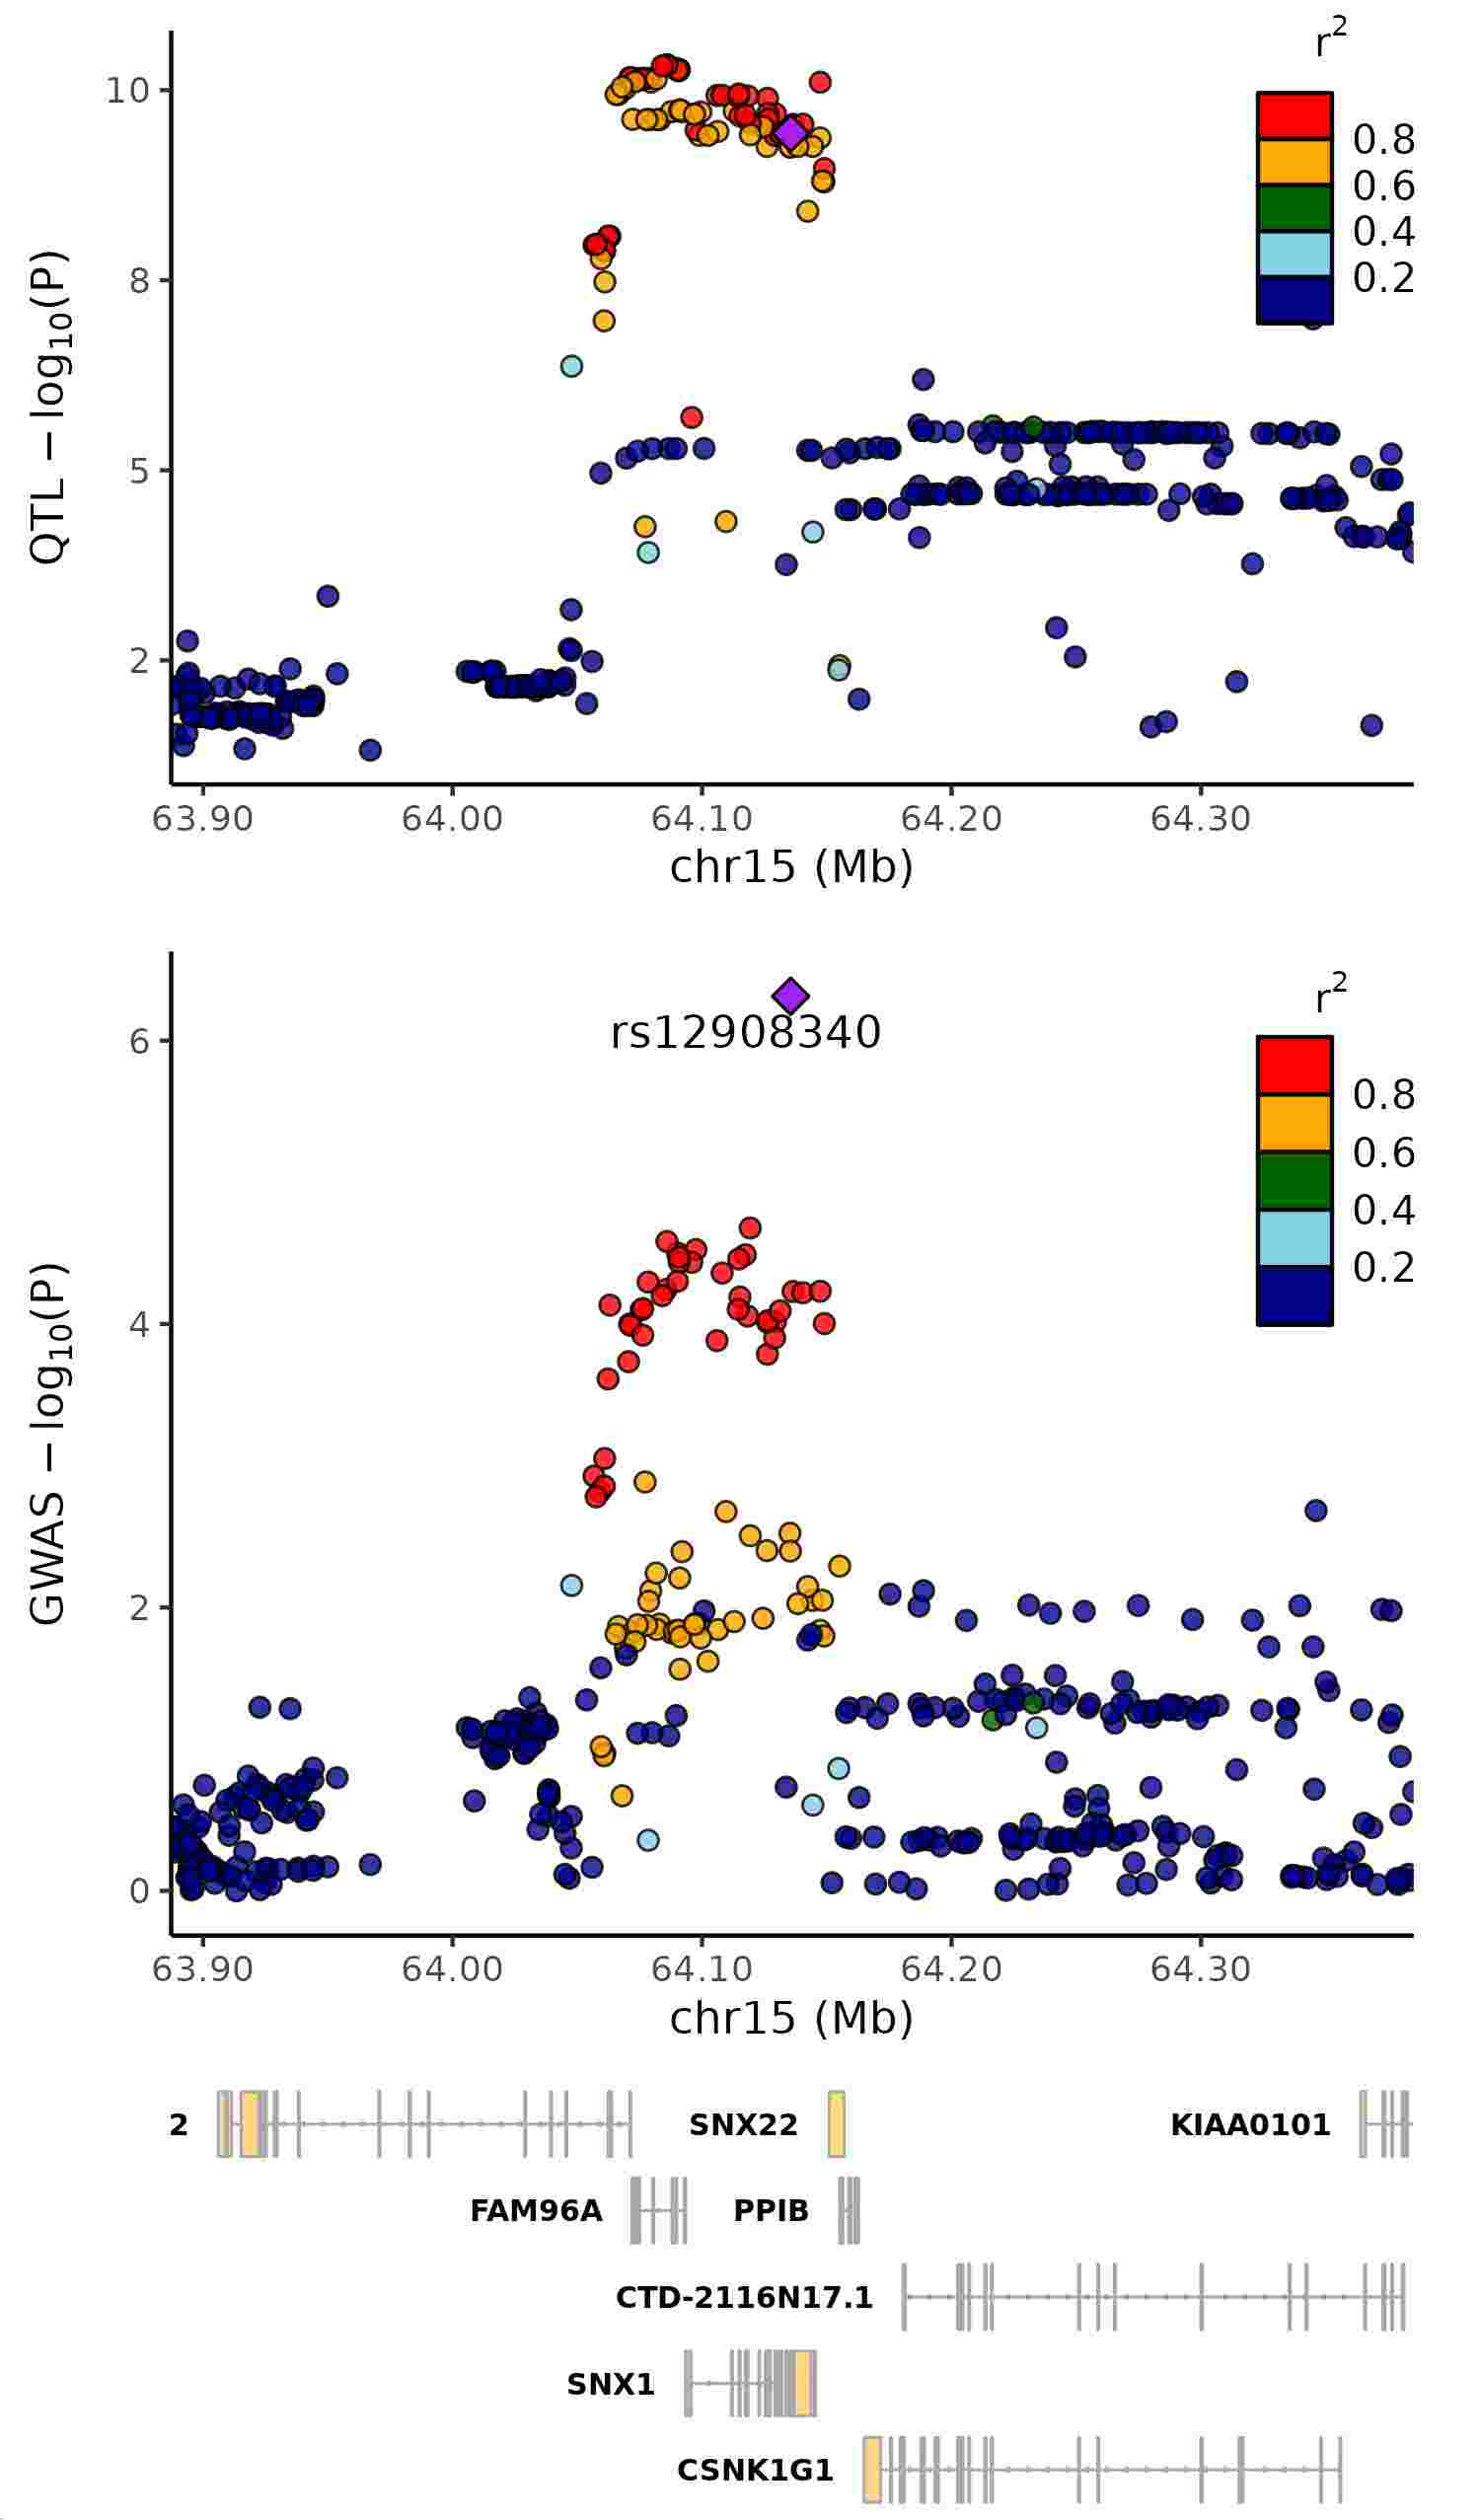 r2
10
8
5
2
0.8
0.6
0.4
0.2
QTL −log10(P)
63.90 64.00 64.10 64.20 64.30
chr15 (Mb)
r2
rs12908340
6
4
2
0
0.8
0.6
0.4
0.2
GWAS −log10(P)
63.90 64.00 64.10 64.20 64.30
chr15 (Mb)
2 SNX22 KIAA0101
FAM96A PPIB
CTD-2116N17.1
SNX1
CSNK1G1